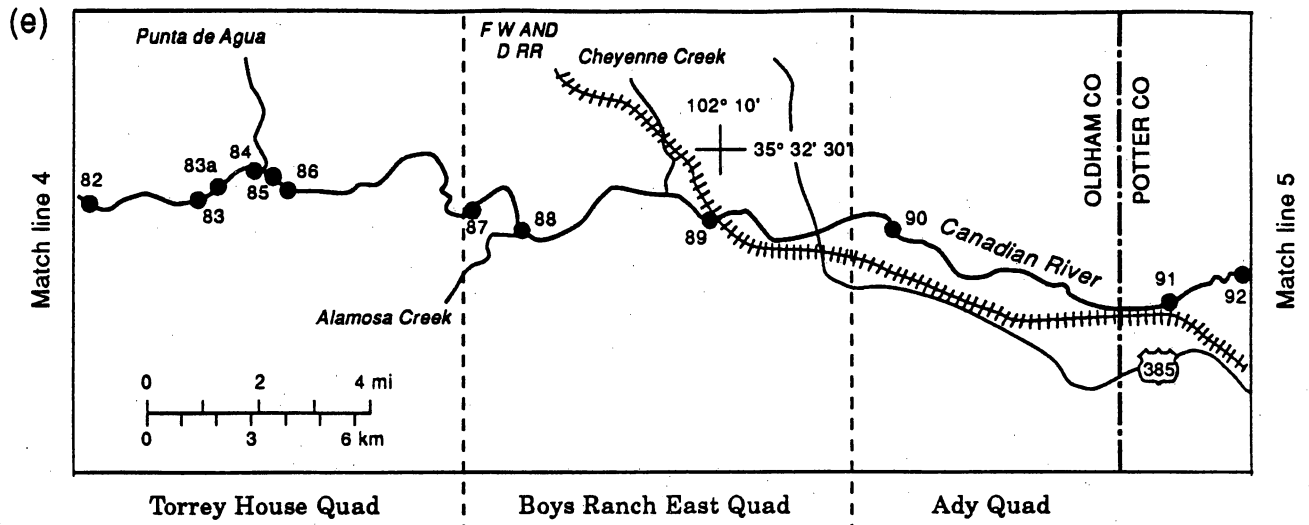 (e)
Punta de Agua
F W AND
D RR
Cheyenne Creek
102° 10'
35° 32' 30'
OLDHAM CO
POTTER CO
Match line 4
Match line 5
82
83a
83
84
85
86
87
88
89
90
Canadian River
91
92
Alamosa Creek
385
0 2 4 mi
0 3 6 km
Torrey House Quad
Boys Ranch East Quad
Ady Quad